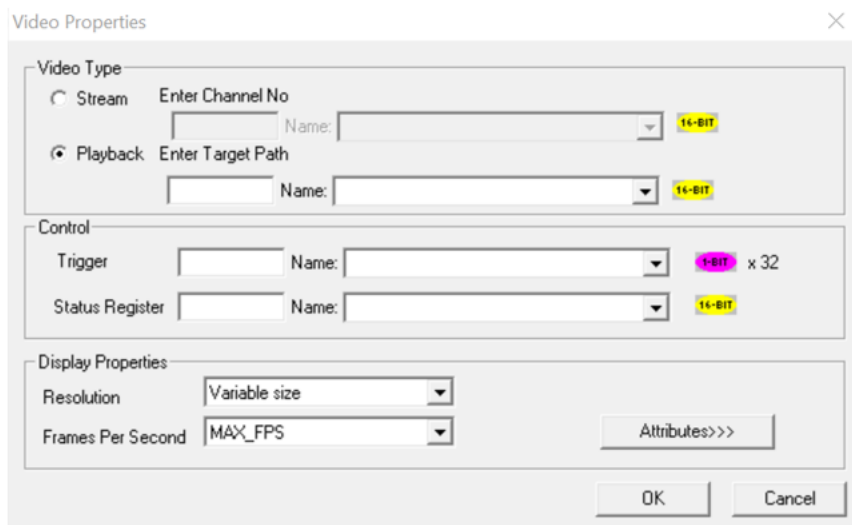 Video Properties
Video Type
Stream Enter Channel No
Name: 16-BIT
Playback Enter Target Path
Name: 16-BIT
Control
Trigger Name: 1-BIT x 32
Status Register Name: 16-BIT
Display Properties
Resolution Variable size
Frames Per Second MAX_FPS Attributes>>>
OK Cancel